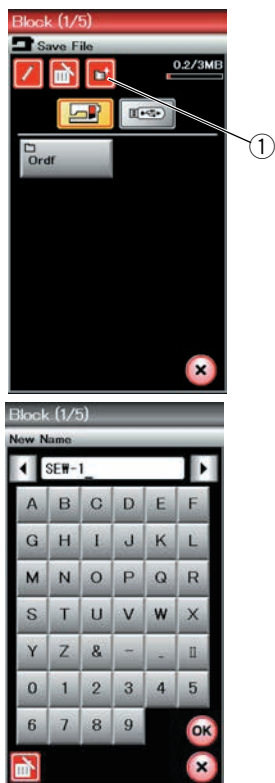 Block (1/5)
Save File
0.2/3MB
1
Ordf
Block (1/5)
New Name
SEW-1_
A B C D E F
G H I J K L
M N O P Q R
S T U V W X
Y Z & - _ ▯
0 1 2 3 4 5
6 7 8 9 OK